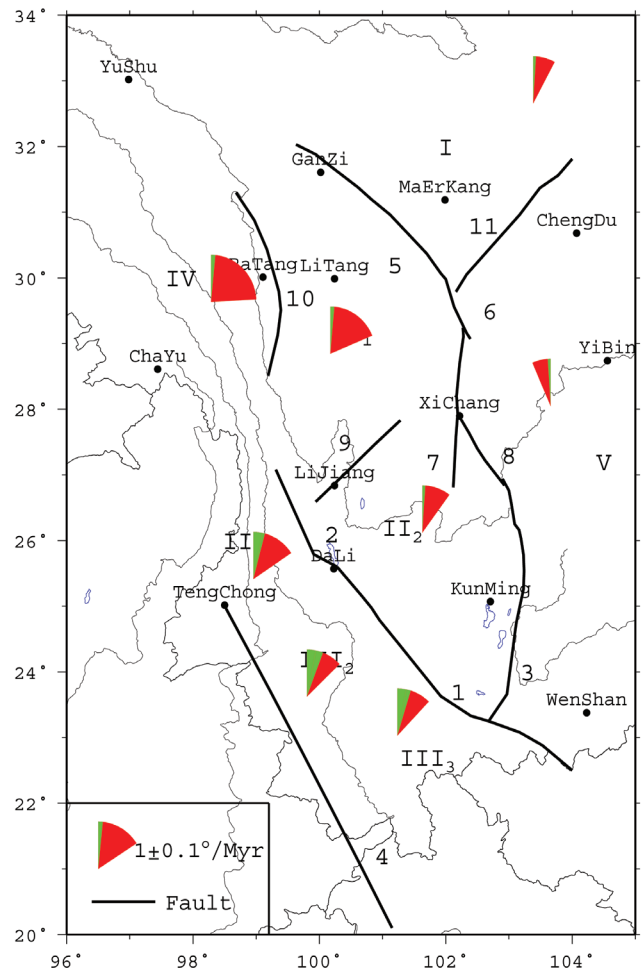 34°
YuShu
32°
I
GanZi
MaErKang
11
ChengDu
5
30°
IV
BaTang
LiTang
10
6
ChaYu
YiBin
28°
XiChang
9
7
8
V
LiJiang
II₂
26°
2
DaLi
TengChong
KunMing
24°
3
1
WenShan
III₃
22°
1±0.1°/Myr
4
Fault
20°
96° 98° 100° 102° 104°